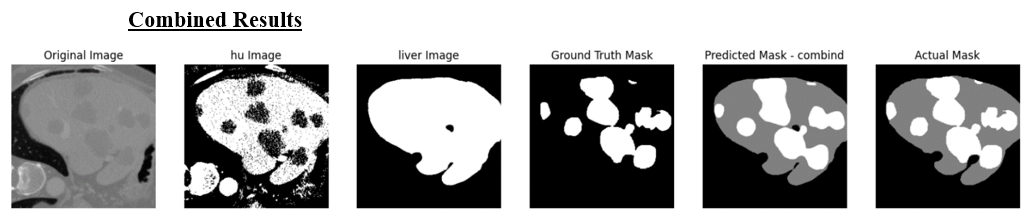 Combined Results
Original Image
hu Image
liver Image
Ground Truth Mask
Predicted Mask - combind
Actual Mask